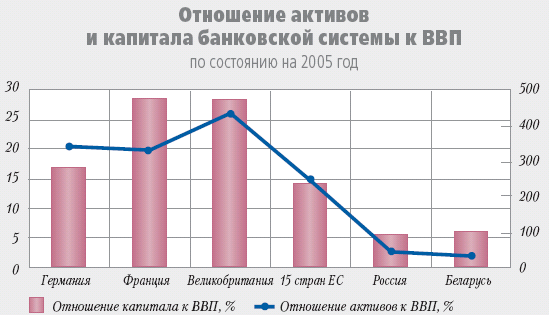 Отношение активов
и капитала банковской системы к ВВП
по состоянию на 2005 год
30
25
20
15
10
5
0
500
400
300
200
100
0
Германия Франция Великобритания 15 стран ЕС Россия Беларусь
Отношение капитала к ВВП, % Отношение активов к ВВП, %